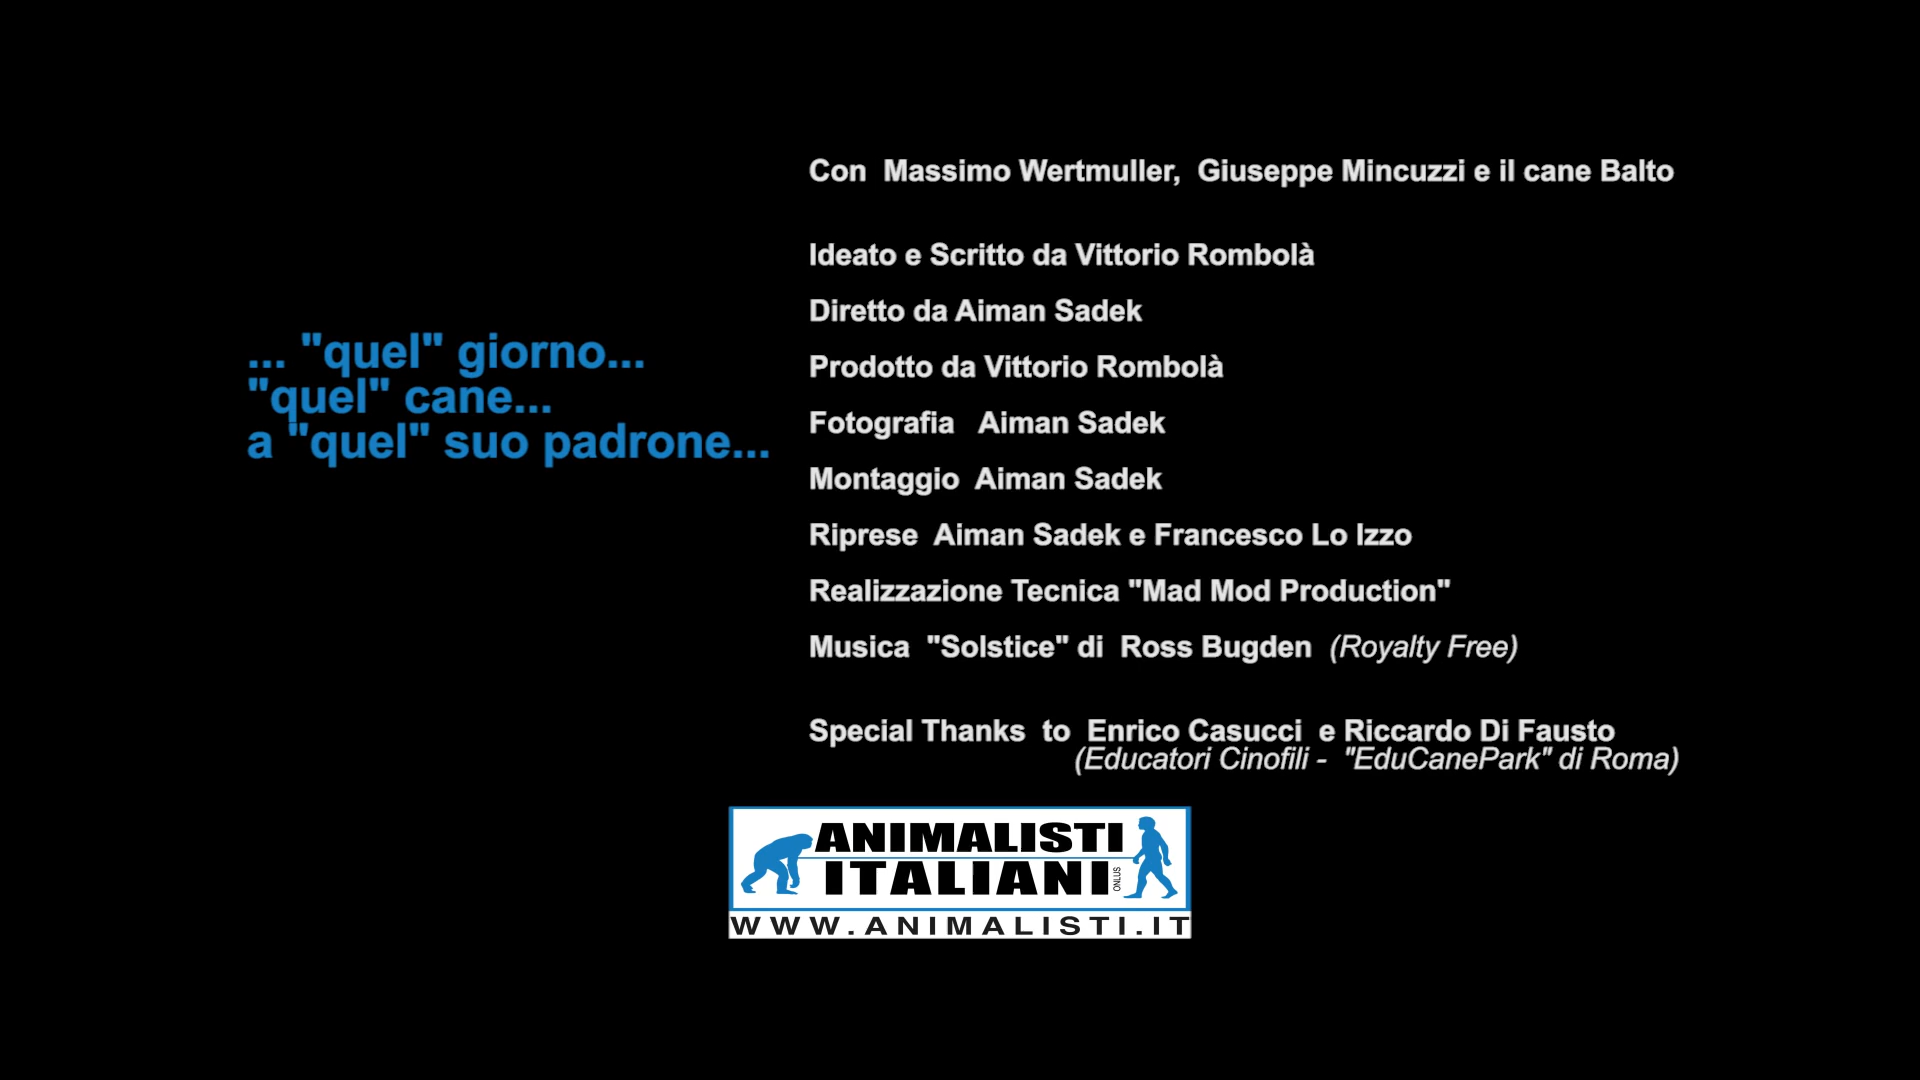 ... "quel" giorno...
"quel" cane...
a "quel" suo padrone...
Con Massimo Wertmuller, Giuseppe Mincuzzi e il cane Balto
Ideato e Scritto da Vittorio Rombolà
Diretto da Aiman Sadek
Prodotto da Vittorio Rombolà
Fotografia Aiman Sadek
Montaggio Aiman Sadek
Riprese Aiman Sadek e Francesco Lo Izzo
Realizzazione Tecnica "Mad Mod Production"
Musica "Solstice" di Ross Bugden (Royalty Free)
Special Thanks to Enrico Casucci e Riccardo Di Fausto
(Educatori Cinofili - "EduCanePark" di Roma)
ANIMALISTI
ITALIANI
ONLUS
WWW.ANIMALISTI.IT